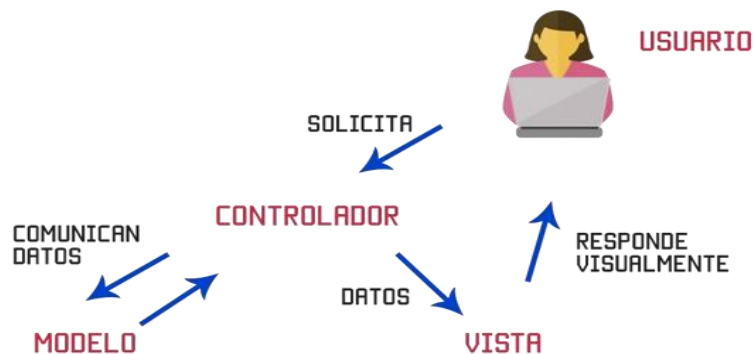 USUARIO
SOLICITA
CONTROLADOR
COMUNICAN
DATOS
RESPONDE
VISUALMENTE
DATOS
MODELO
VISTA